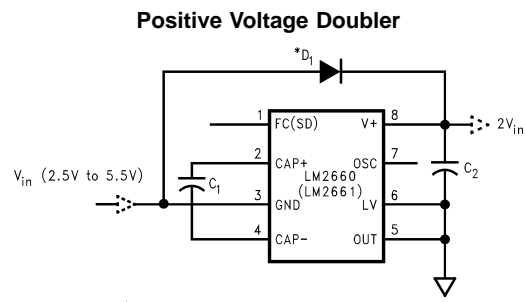 Positive Voltage Doubler
*D1
1 FC(SD) V+ 8
2Vin
2 CAP+ OSC 7
Vin (2.5V to 5.5V)
C1
LM2660
(LM2661)
C2
3 GND LV 6
4 CAP- OUT 5